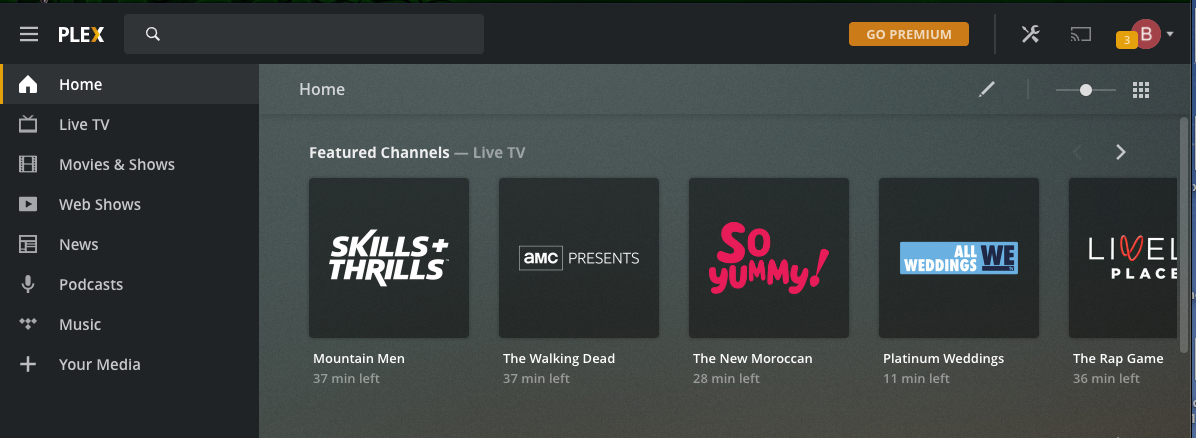 PLEX
GO PREMIUM
3
B
Home
Live TV
Movies & Shows
Web Shows
News
Podcasts
Music
Your Media
Home
Featured Channels — Live TV
SKILLS+
THRILLS
Mountain Men
37 min left
AMC PRESENTS
The Walking Dead
37 min left
SO
YUMMY!
The New Moroccan
28 min left
ALL
WEDDINGS WE
tv
Platinum Weddings
11 min left
LIVEL
PLACE
The Rap Game
36 min left